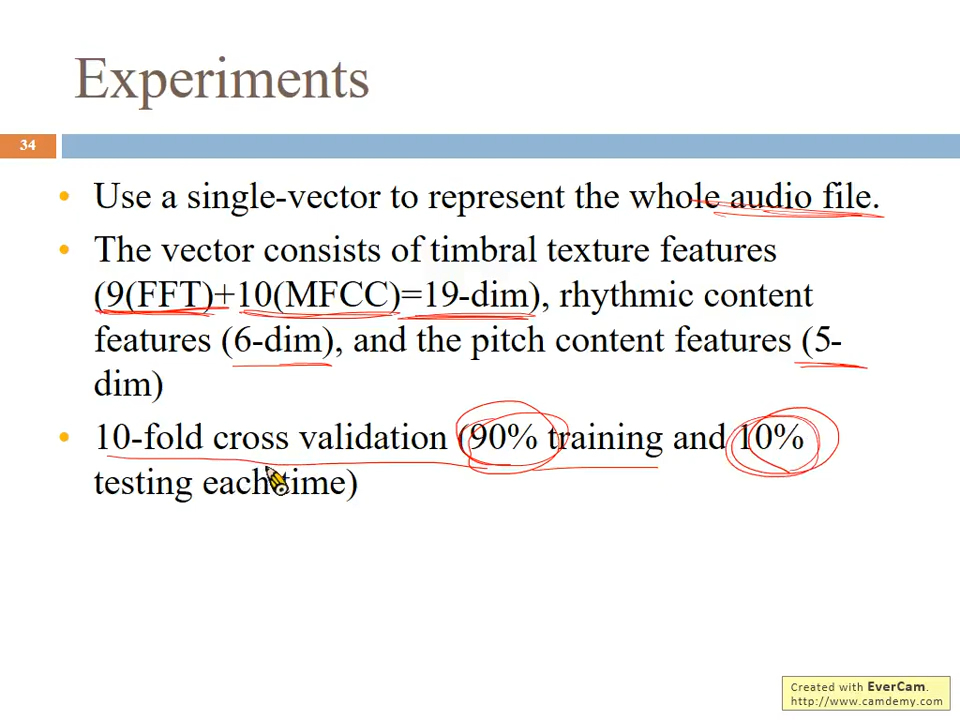 Experiments
34
• Use a single-vector to represent the whole audio file.
• The vector consists of timbral texture features
(9(FFT)+10(MFCC)=19-dim), rhythmic content
features (6-dim), and the pitch content features (5-
dim)
• 10-fold cross validation (90% training and 10%
testing each time)
Created with EverCam.
http://www.camdemy.com